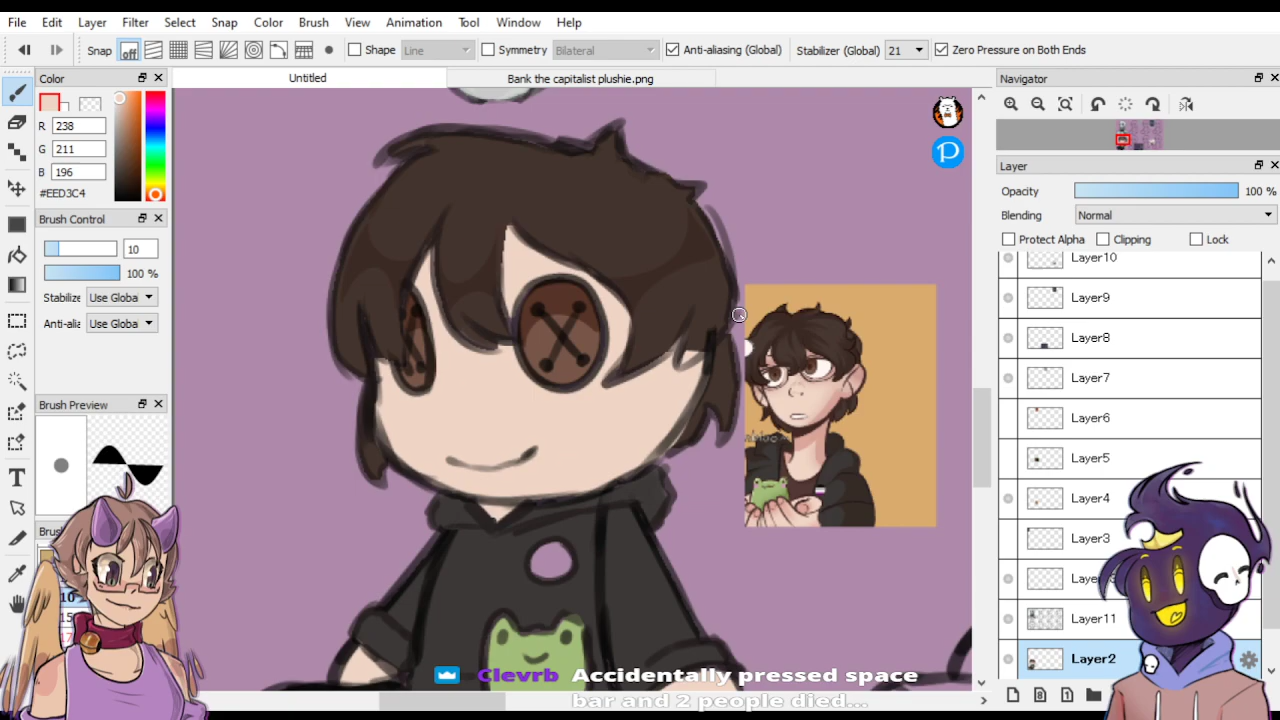 File Edit Layer Filter Select Snap Color Brush View Animation Tool Window Help
Snap off Shape Line Symmetry Bilateral Anti-aliasing (Global) Stabilizer (Global) 21 Zero Pressure on Both Ends
Color Untitled Bank the capitalist plushie.png Navigator
R 238
G 211
B 196
#EED3C4
Layer
Opacity 100 %
Blending Normal
Protect Alpha Clipping Lock
Brush Control
10
100 %
Stabilize Use Globa
Anti-ali Use Globa
Brush Preview
Layer10
Layer9
Layer8
Layer7
Layer6
Layer5
Layer4
Layer3
Layer11
Layer2
Clevrb Accidentally pressed space
bar and 2 people died...